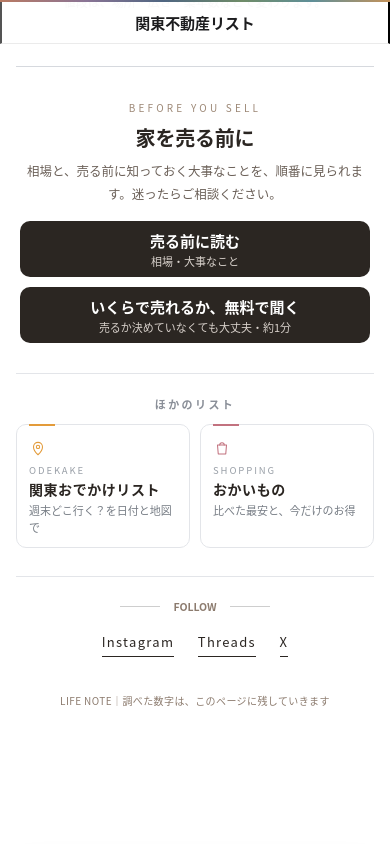 関東不動産リスト
BEFORE YOU SELL
家を売る前に
相場と、売る前に知っておく大事なことを、順番に見られま
す。迷ったらご相談ください。
売る前に読む
相場・大事なこと
いくらで売れるか、無料で聞く
売るか決めていなくても大丈夫・約1分
ほかのリスト
ODEKAKE
関東おでかけリスト
週末どこ行く？を日付と地図
で
SHOPPING
おかいもの
比べた最安と、今だけのお得
FOLLOW
Instagram Threads X
LIFE NOTE｜調べた数字は、このページに残していきます